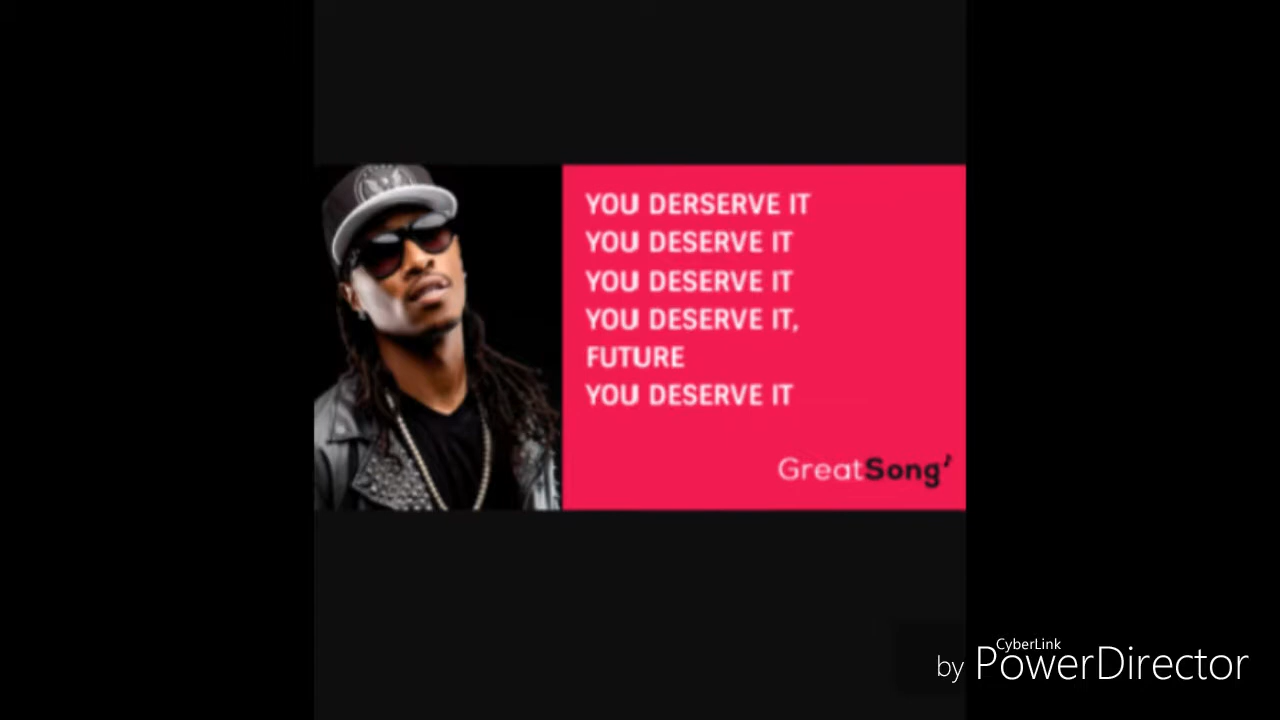 YOU DERSERVE IT
YOU DESERVE IT
YOU DESERVE IT
YOU DESERVE IT,
FUTURE
YOU DESERVE IT
GreatSong
CyberLink
by PowerDirector